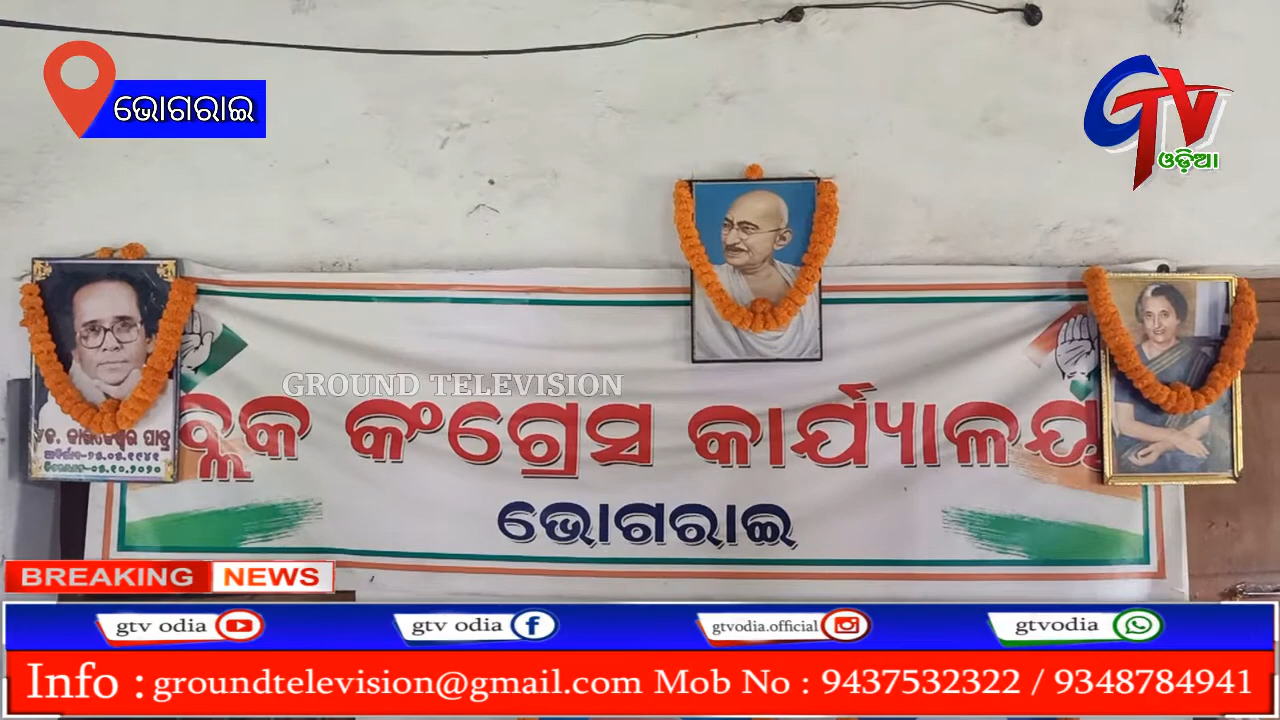 ଭୋଗରାଇ
GTV
ଓଡ଼ିଆ
GROUND TELEVISION
ବ୍ଲକ କଂଗ୍ରେସ କାର୍ଯ୍ୟାଳୟ
ଭୋଗରାଇ
ପାତ୍ର
BREAKING NEWS
gtv odia
gtv odia
gtvodia.official
gtvodia
Info : groundtelevision@gmail.com Mob No : 9437532322 / 9348784941